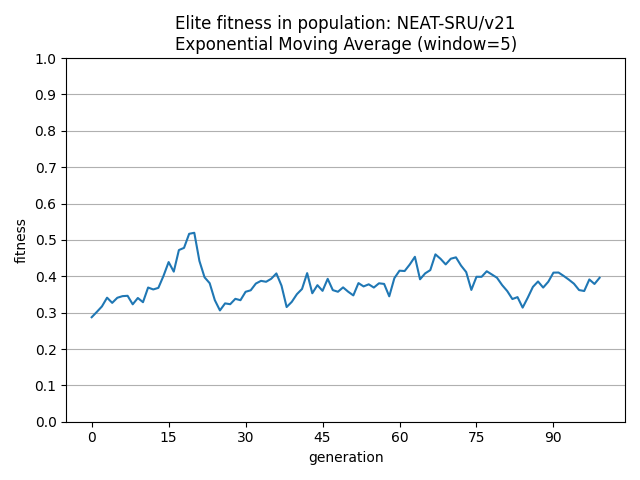 Elite fitness in population: NEAT-SRU/v21
Exponential Moving Average (window=5)
1.0
0.9
0.8
0.7
0.6
0.5
0.4
0.3
0.2
0.1
0.0
fitness
0 15 30 45 60 75 90
generation